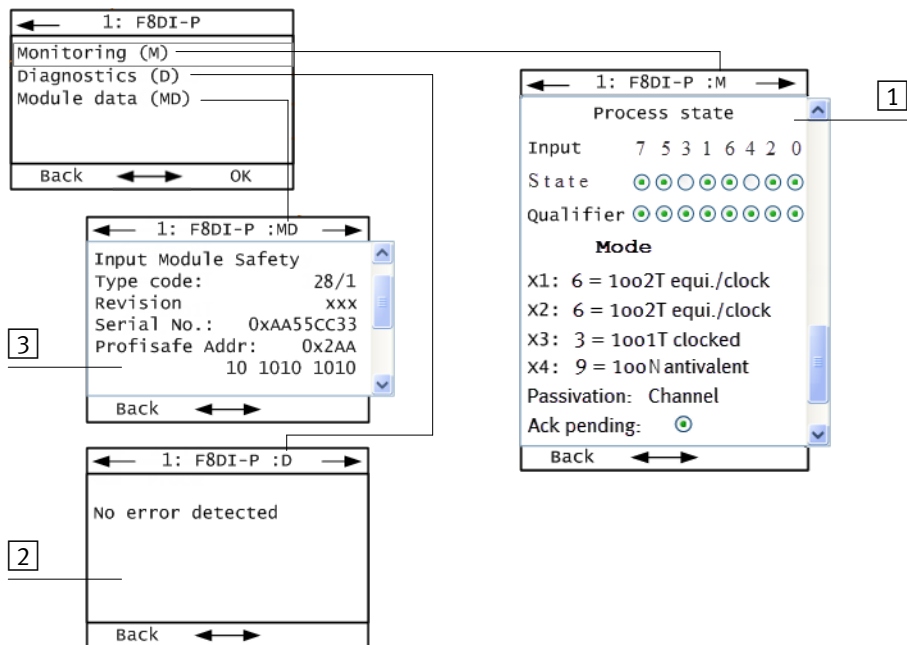 1: F8DI-P
Monitoring (M)
Diagnostics (D)
Module data (MD)
Back OK
1: F8DI-P :M
Process state
Input 7 5 3 1 6 4 2 0
State
Qualifier
Mode
X1: 6 = 1oo2T equi./clock
X2: 6 = 1oo2T equi./clock
X3: 3 = 1oo1T clocked
X4: 9 = 1ooN antivalent
Passivation: Channel
Ack pending:
Back
1
1: F8DI-P :MD
Input Module Safety
Type code: 28/1
Revision xxx
Serial No.: 0xAA55CC33
Profisafe Addr: 0x2AA
10 1010 1010
Back
3
1: F8DI-P :D
No error detected
Back
2